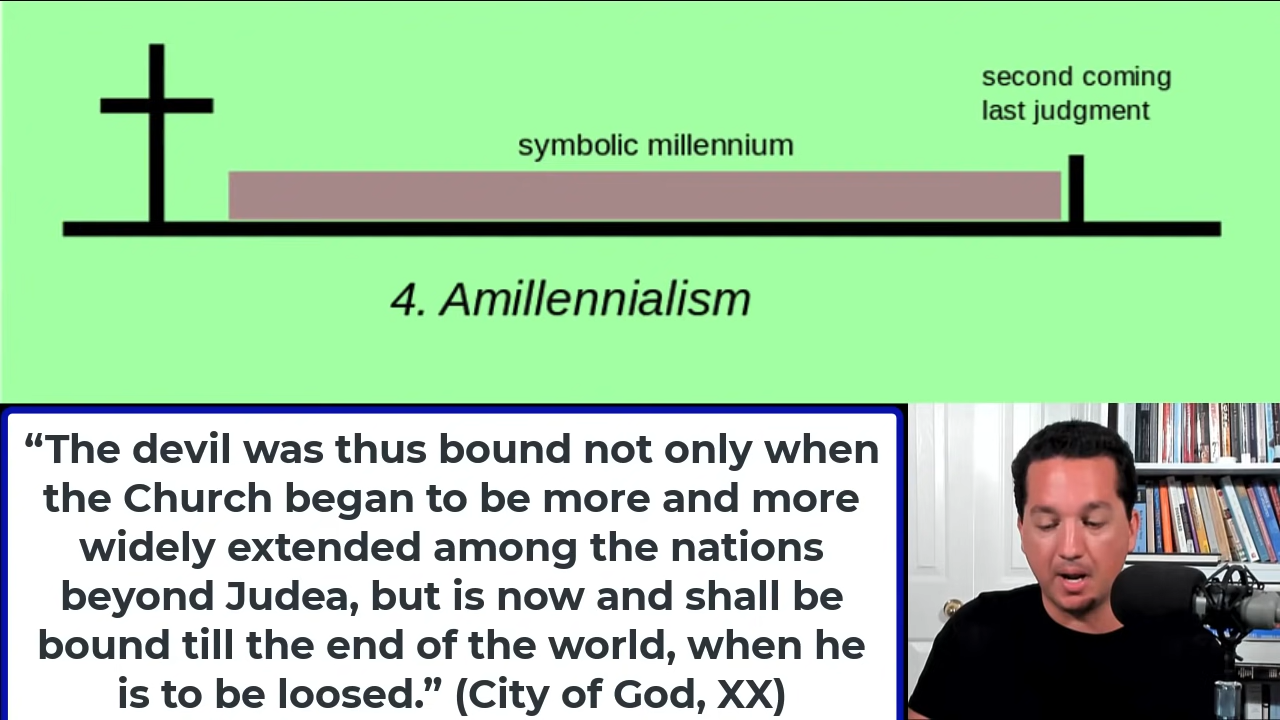 second coming
last judgment
symbolic millennium
4. Amillennialism
“The devil was thus bound not only when
the Church began to be more and more
widely extended among the nations
beyond Judea, but is now and shall be
bound till the end of the world, when he
is to be loosed.” (City of God, XX)